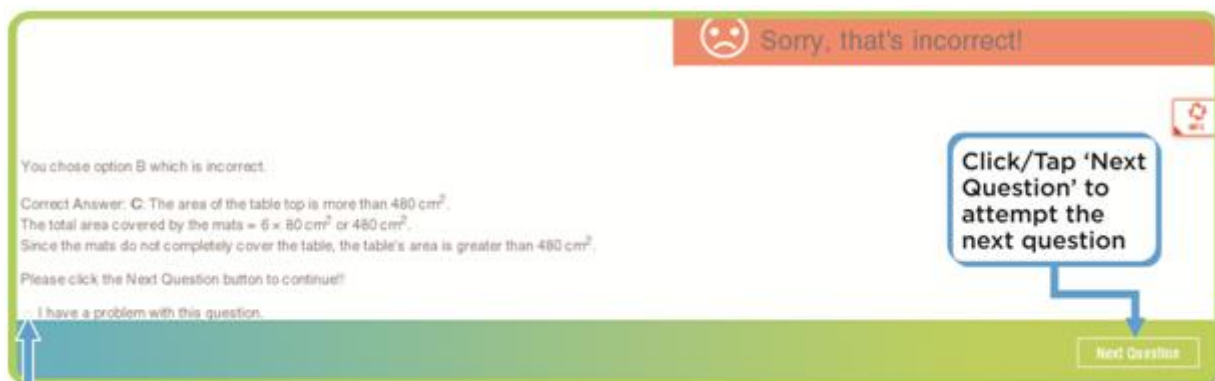 Sorry, that's incorrect!
You chose option B which is incorrect.
Correct Answer: C. The area of the table top is more than 480 cm².
The total area covered by the mats = 6 × 80 cm² or 480 cm².
Since the mats do not completely cover the table, the table's area is greater than 480 cm².
Please click the Next Question button to continue!!
I have a problem with this question.
Click/Tap ‘Next
Question’ to
attempt the
next question
Next Question